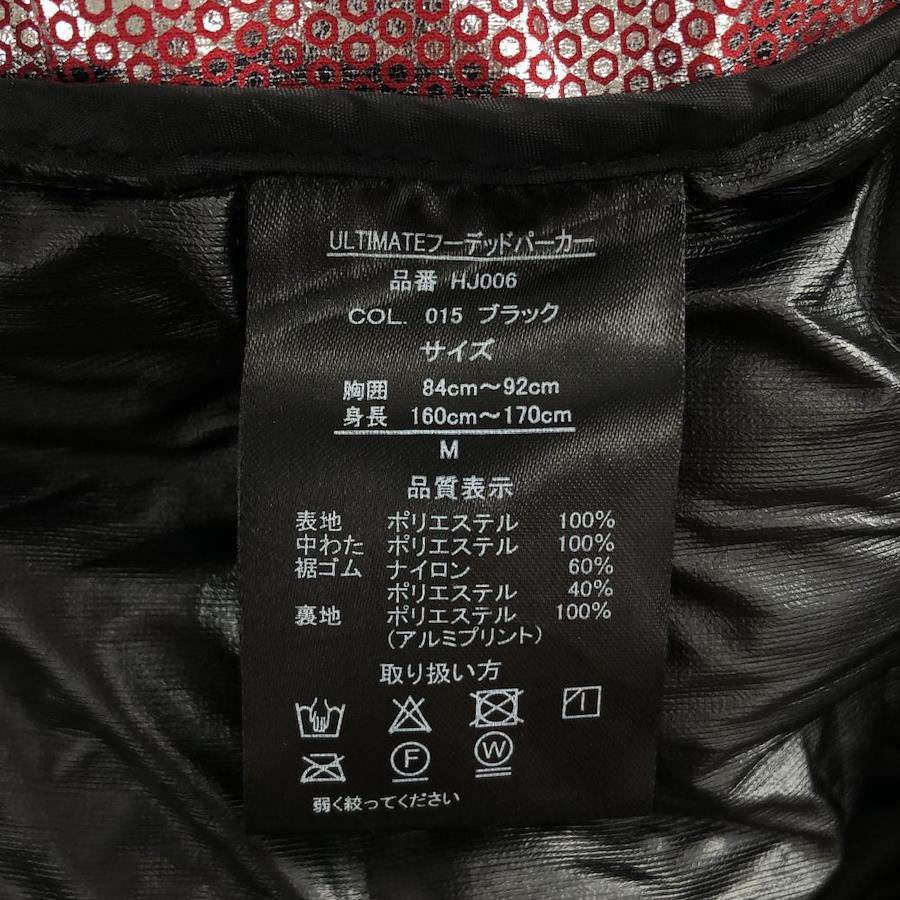 ULTIMATEフーデッドパーカー
品番 HJ006
COL. 015 ブラック
サイズ
胸囲 84cm～92cm
身長 160cm～170cm
M
品質表示
表地 ポリエステル 100%
中わた ポリエステル 100%
裾ゴム ナイロン 60%
ポリエステル 40%
裏地 ポリエステル 100%
(アルミプリント)
取り扱い方
F W
弱く絞ってください